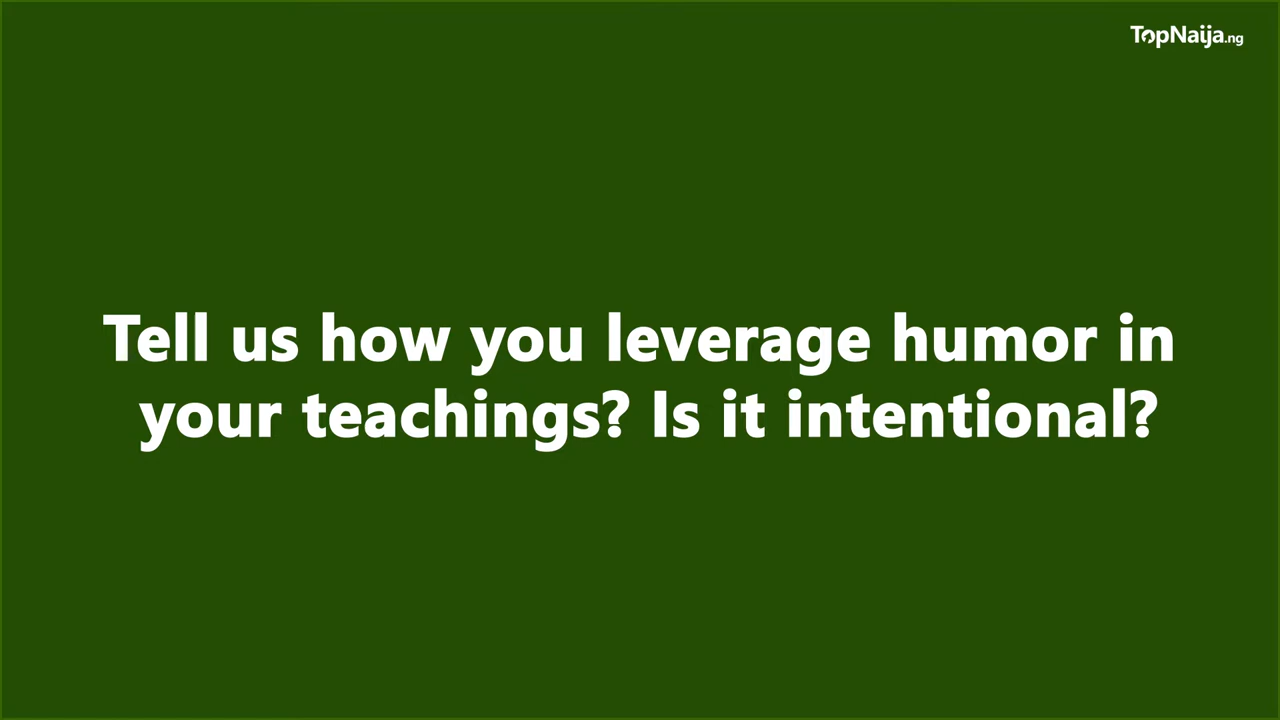 TopNaija.ng
Tell us how you leverage humor in
your teachings? Is it intentional?